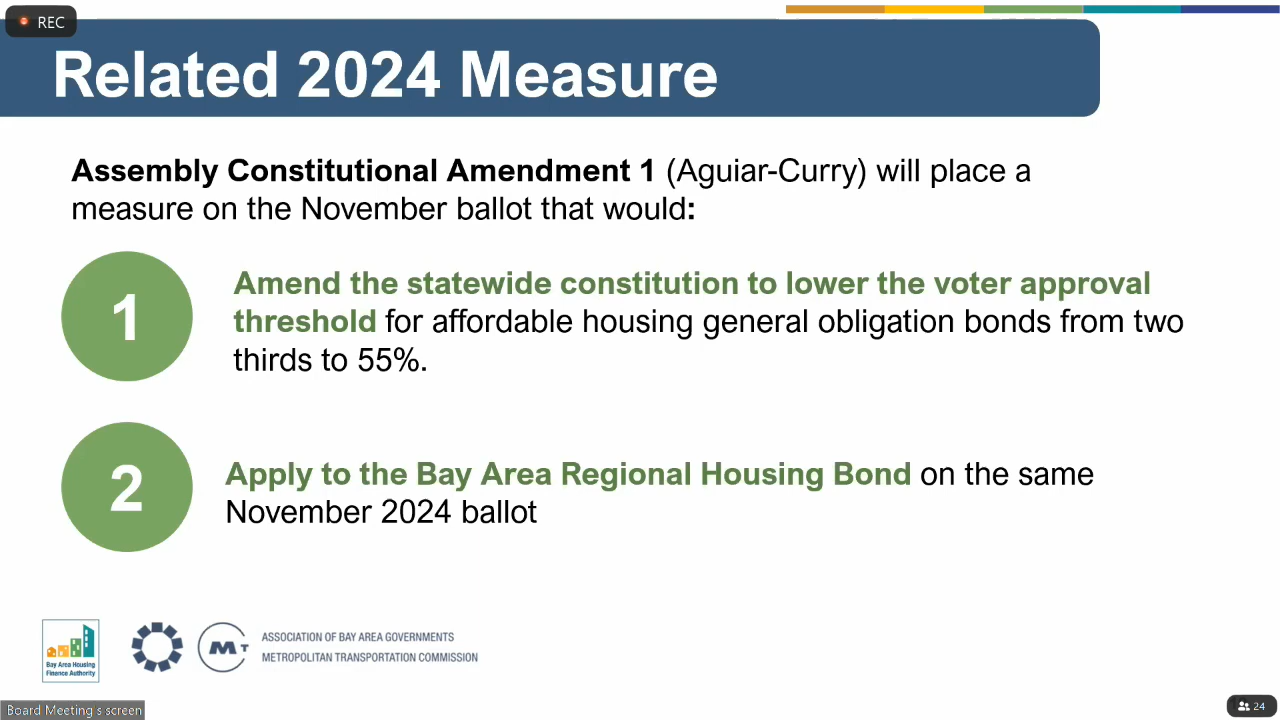 REC
Related 2024 Measure
Assembly Constitutional Amendment 1 (Aguiar-Curry) will place a
measure on the November ballot that would:
1
Amend the statewide constitution to lower the voter approval
threshold for affordable housing general obligation bonds from two
thirds to 55%.
2
Apply to the Bay Area Regional Housing Bond on the same
November 2024 ballot
Bay Area Housing
Finance Authority
MT
ASSOCIATION OF BAY AREA GOVERNMENTS
METROPOLITAN TRANSPORTATION COMMISSION
Board Meeting's screen
24